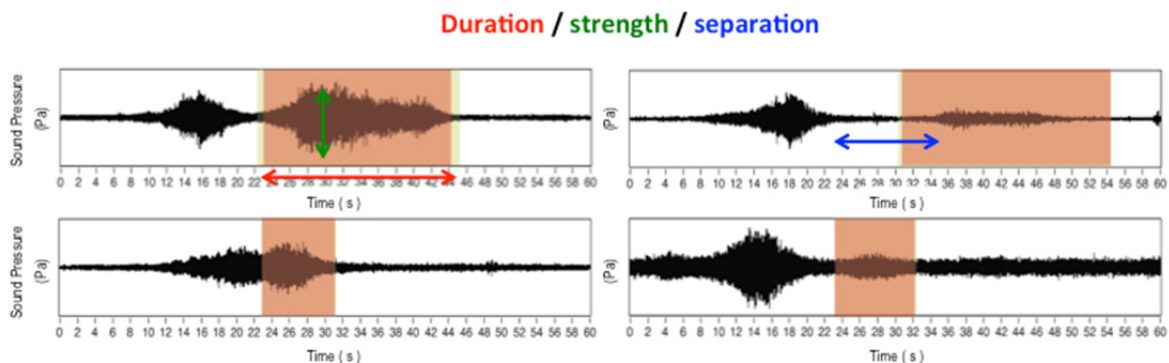 Duration / strength / separation
Sound Pressure
(Pa)
0 2 4 6 8 10 12 14 16 18 20 22 24 26 28 30 32 34 36 38 40 42 44 46 48 50 52 54 56 58 60
Time ( s )
Sound Pressure
(Pa)
0 2 4 6 8 10 12 14 16 18 20 22 24 26 28 30 32 34 36 38 40 42 44 46 48 50 52 54 56 58 60
Time ( s )
Sound Pressure
(Pa)
0 2 4 6 8 10 12 14 16 18 20 22 24 26 28 30 32 34 36 38 40 42 44 46 48 50 52 54 56 58 60
Time ( s )
(Pa)
0 2 4 6 8 10 12 14 16 18 20 22 24 26 28 30 32 34 36 38 40 42 44 46 48 50 52 54 56 58 60
Time ( s )